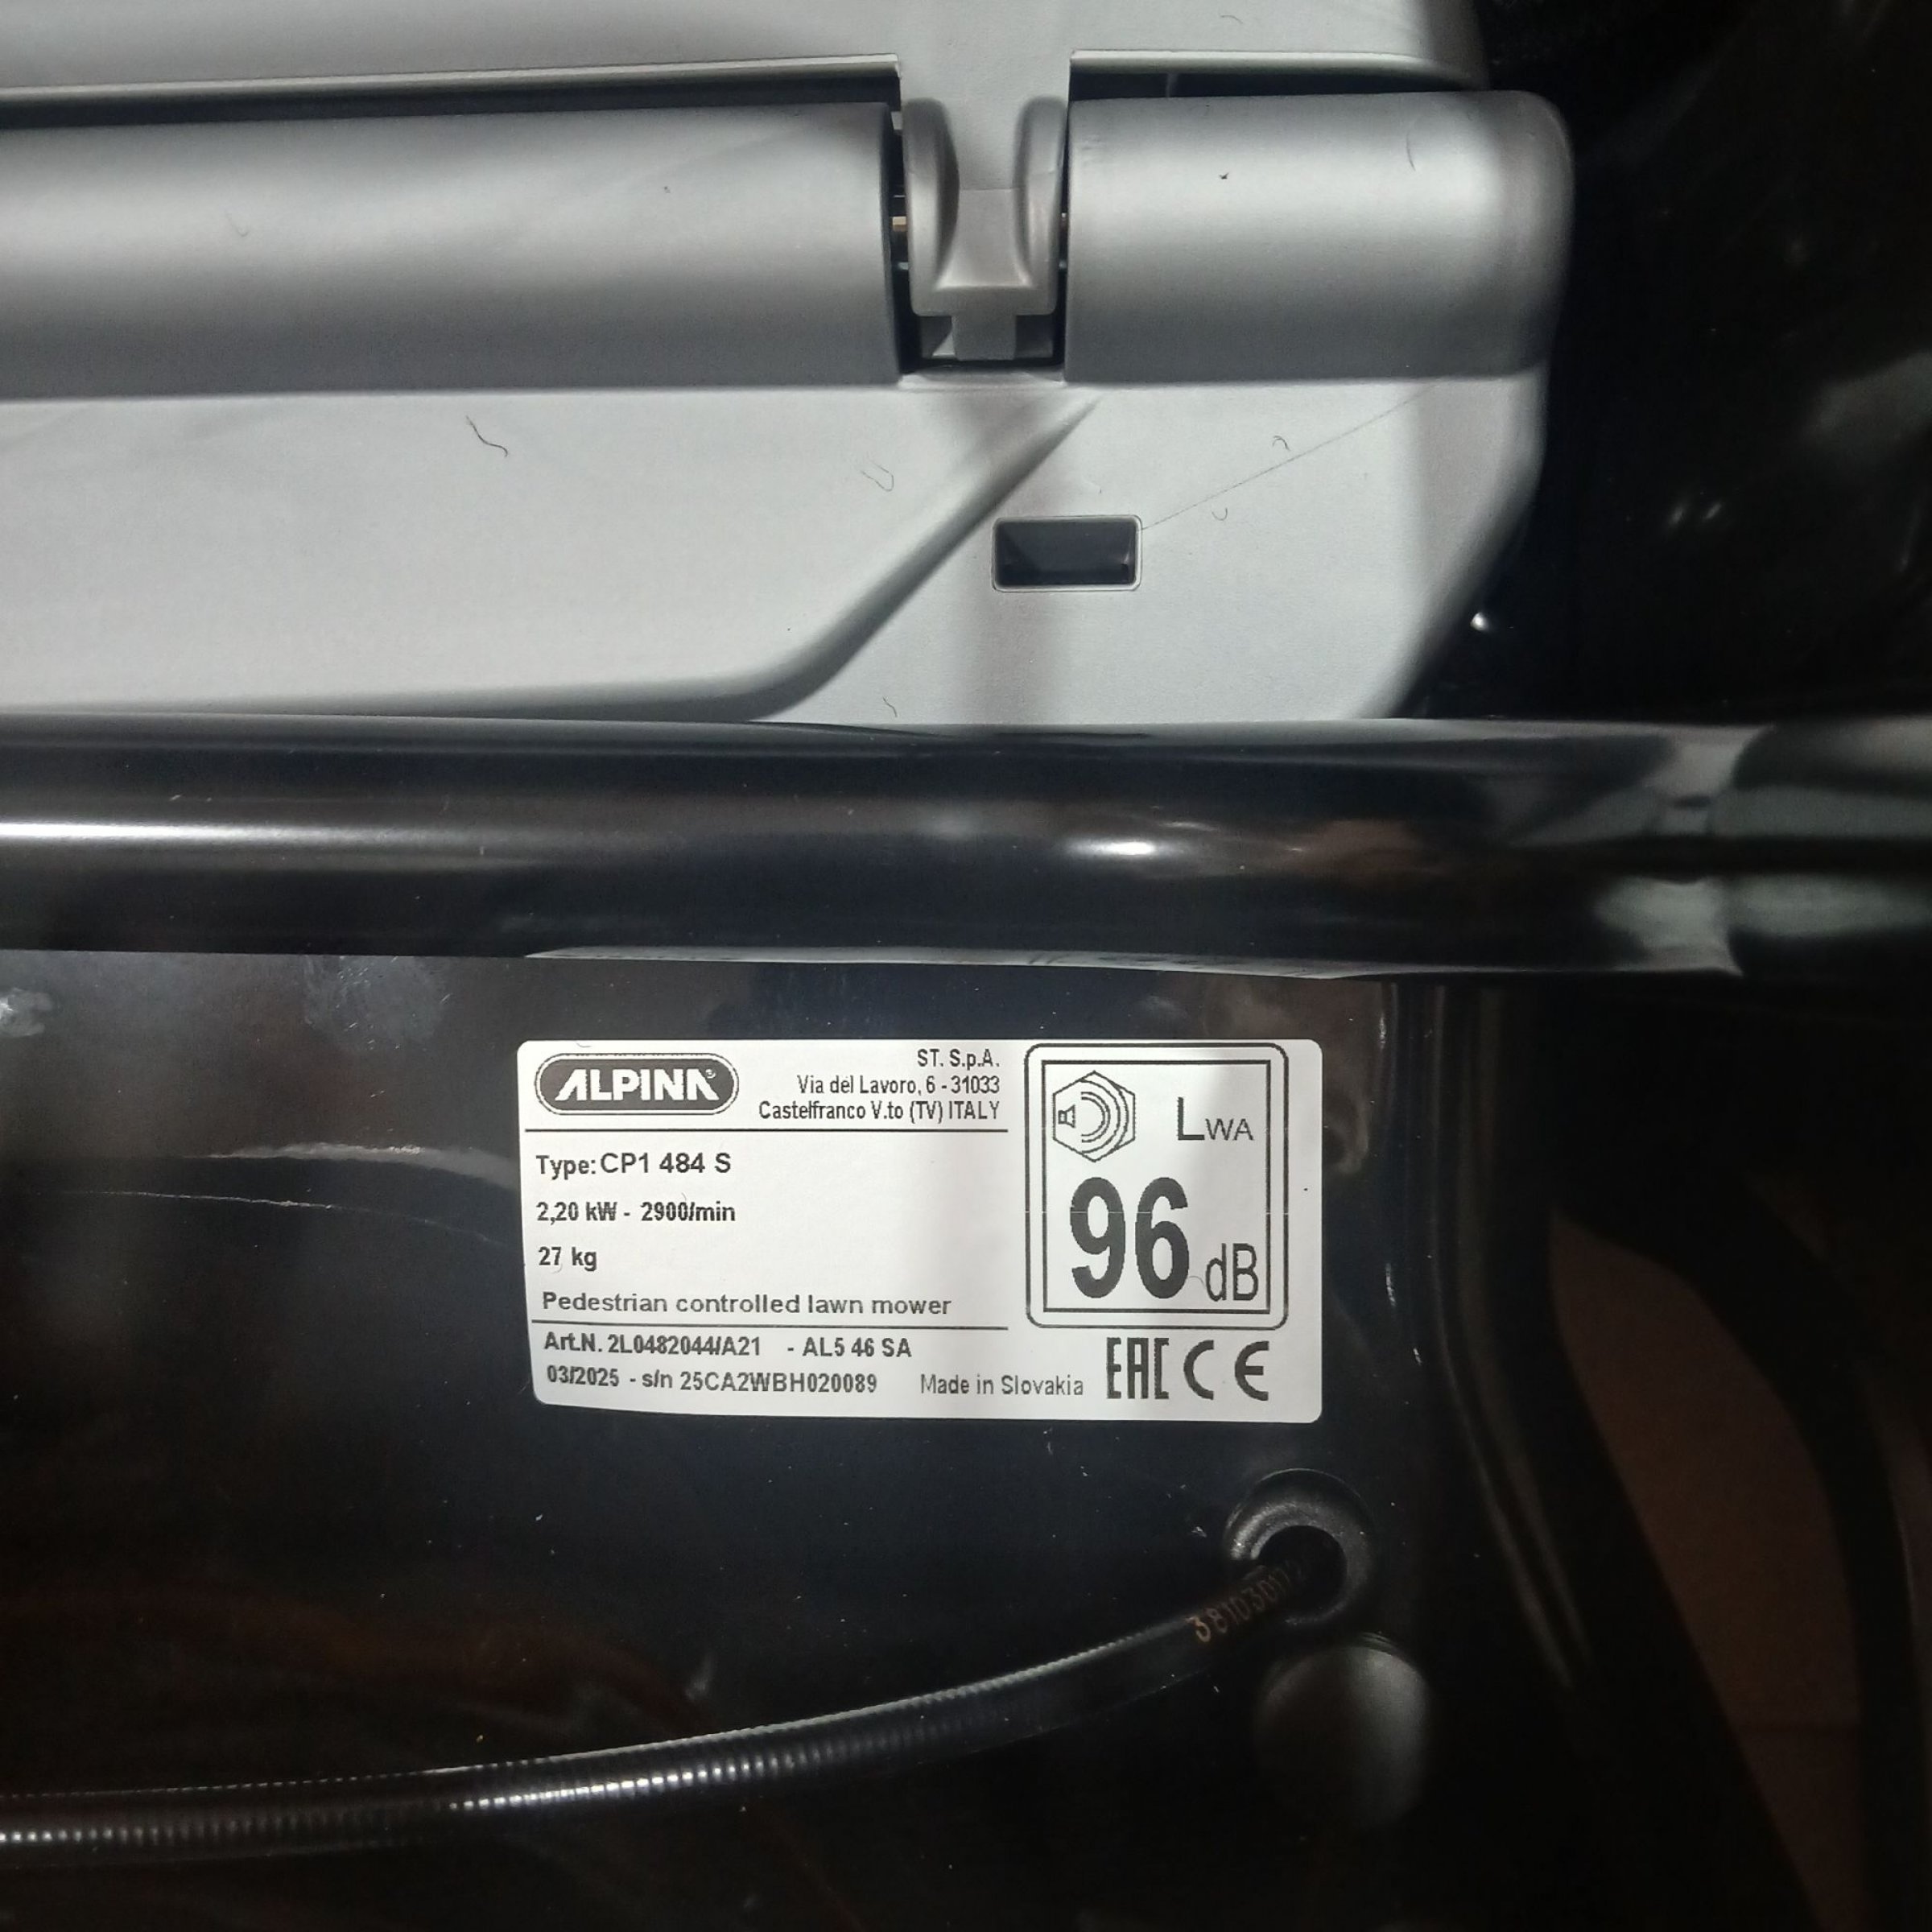 ALPINA®
ST. S.p.A.
Via del Lavoro, 6 - 31033
Castelfranco V.to (TV) ITALY
Type: CP1 484 S
2,20 kW - 2900/min
27 kg
Pedestrian controlled lawn mower
Art.N. 2L0482044/A21 - AL5 46 SA
03/2025 - s/n 25CA2WBH020089 Made in Slovakia
LWA
96 dB
EAC CE